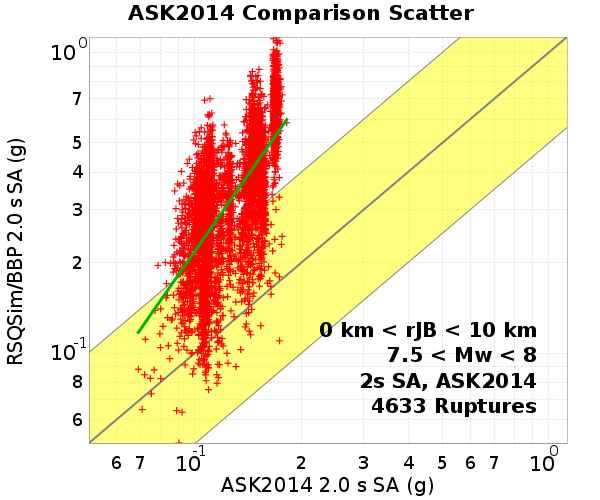 ASK2014 Comparison Scatter
RSQSim/BBP 2.0 s SA (g)
10^0
7
5
4
3
2
10^-1
8
6
0 km < rJB < 10 km
7.5 < Mw < 8
2s SA, ASK2014
4633 Ruptures
6 7 10^-1 2 3 4 5 6 7 10^0
ASK2014 2.0 s SA (g)